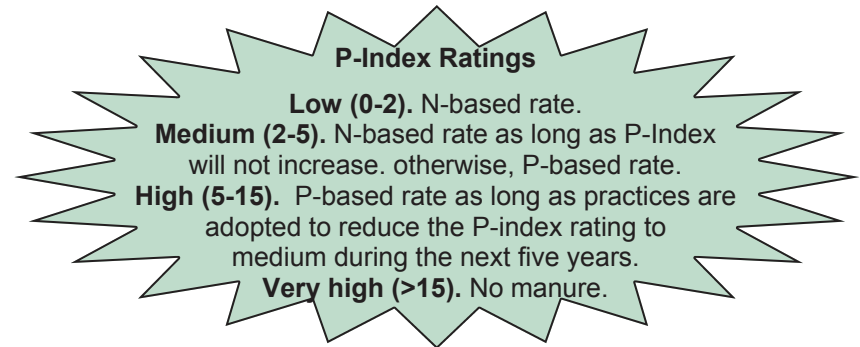 P-Index Ratings
Low (0-2). N-based rate.
Medium (2-5). N-based rate as long as P-Index
will not increase. otherwise, P-based rate.
High (5-15). P-based rate as long as practices are
adopted to reduce the P-index rating to
medium during the next five years.
Very high (>15). No manure.